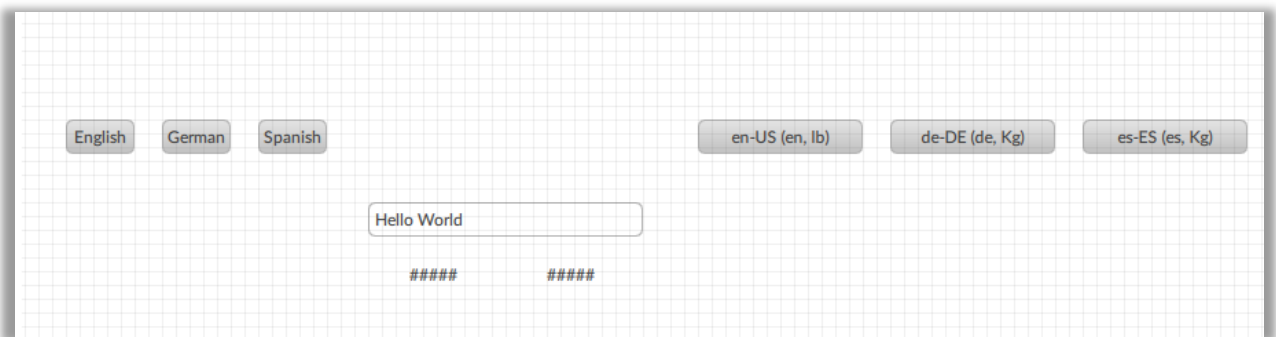 English German Spanish en-US (en, lb) de-DE (de, Kg) es-ES (es, Kg)
Hello World
##### #####